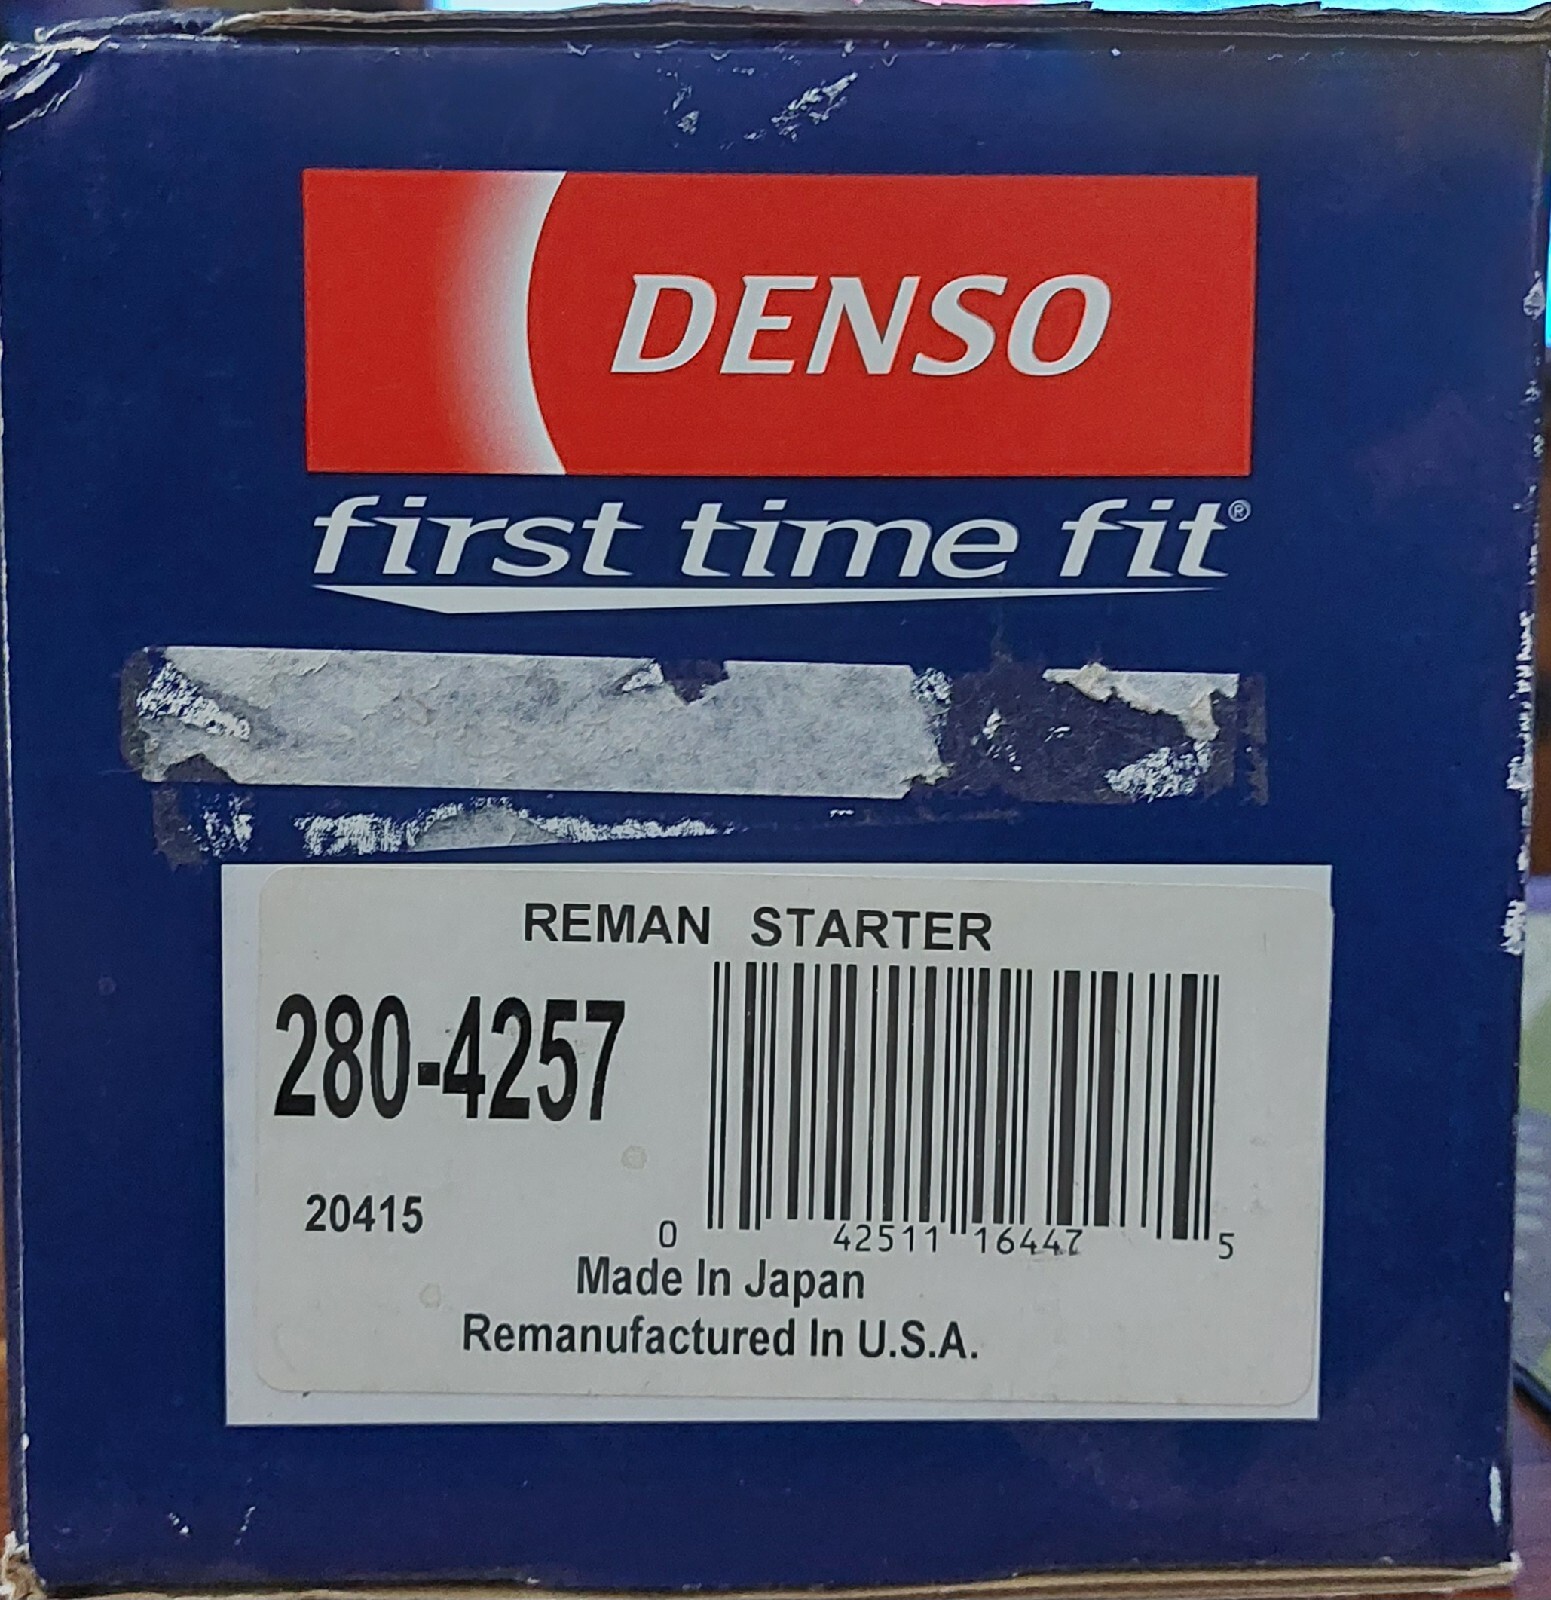 DENSO
first time fit®
REMAN STARTER
280-4257
20415
0 42511 16447 5
Made In Japan
Remanufactured In U.S.A.